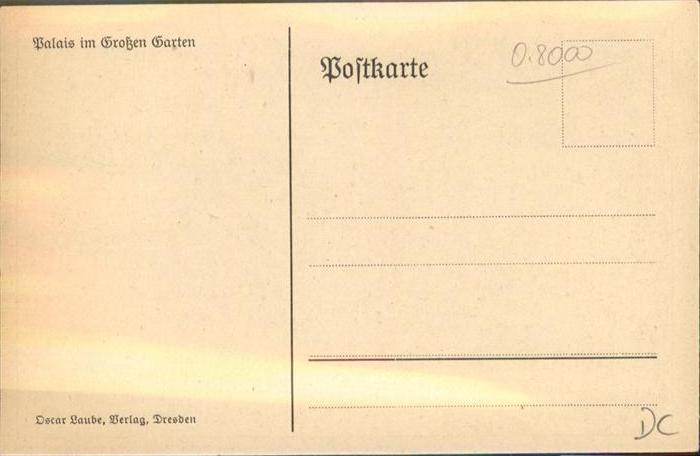 Palais im Großen Garten
Poſtkarte
0.8000
Oscar Laube, Verlag, Dresden
DC